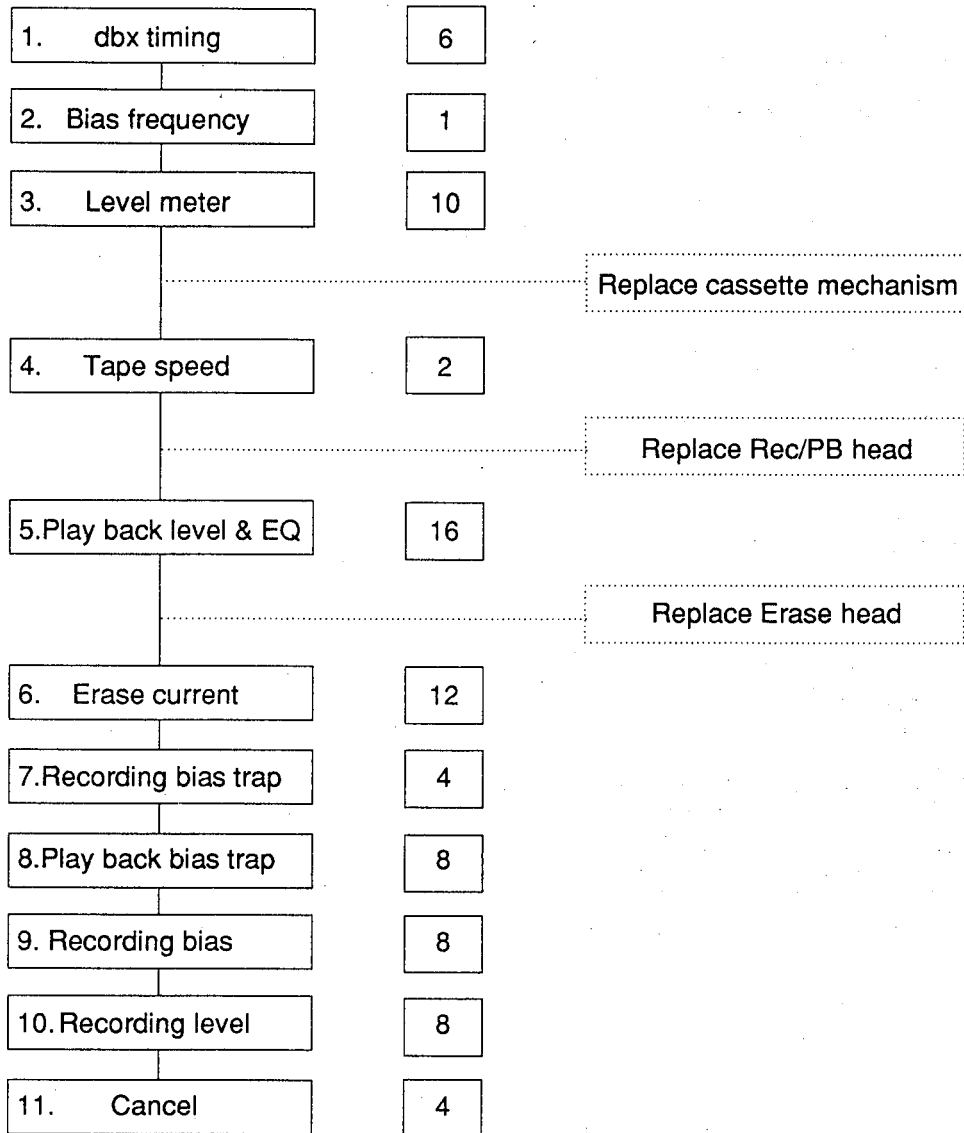 1. dbx timing 6
2. Bias frequency 1
3. Level meter 10
Replace cassette mechanism
4. Tape speed 2
Replace Rec/PB head
5.Play back level & EQ 16
Replace Erase head
6. Erase current 12
7.Recording bias trap 4
8.Play back bias trap 8
9. Recording bias 8
10.Recording level 8
11. Cancel 4